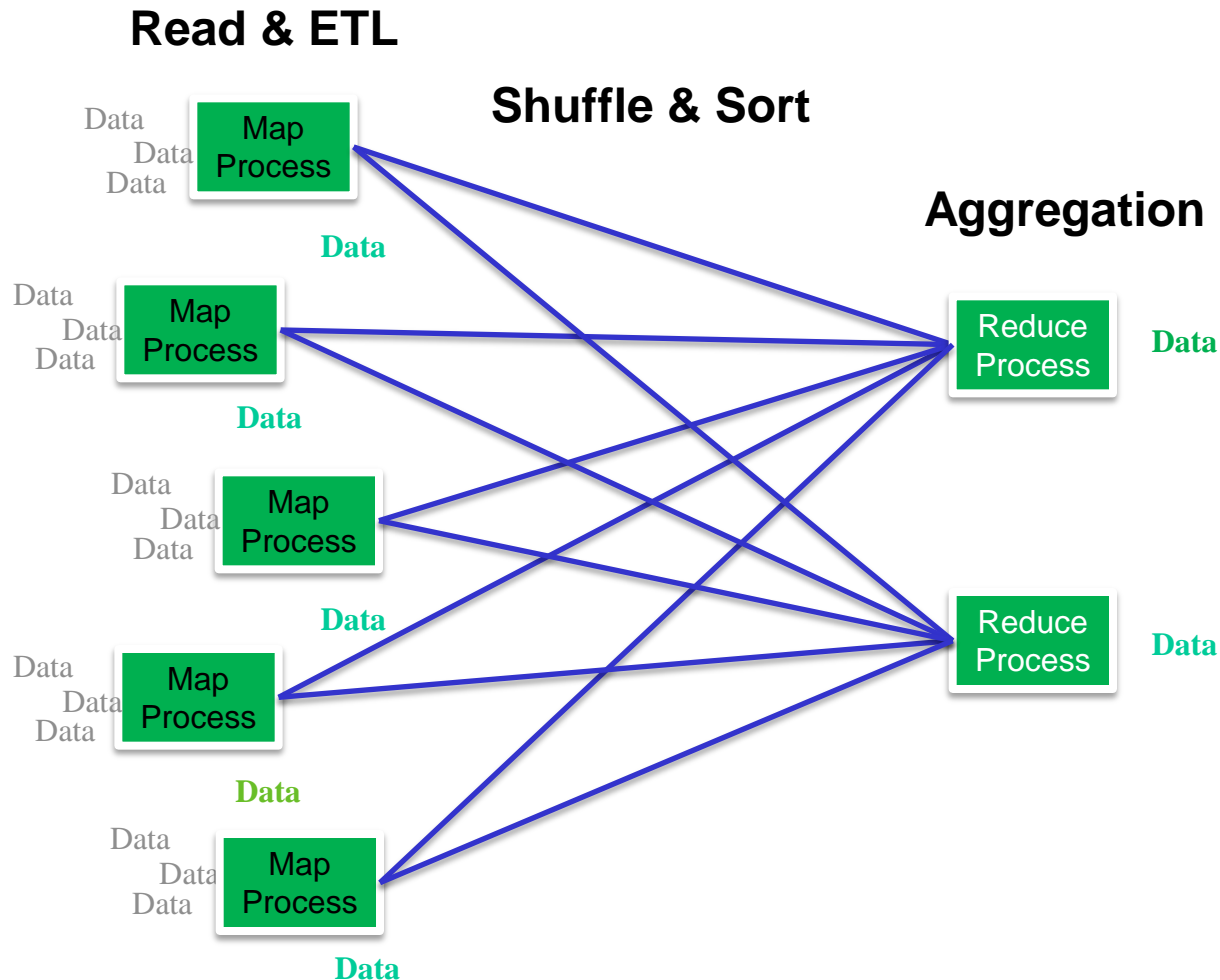 Read & ETL
Shuffle & Sort
Aggregation
Data
Data
Data
Map
Process
Data
Data
Data
Data
Map
Process
Data
Data
Data
Data
Map
Process
Data
Data
Data
Data
Map
Process
Data
Data
Data
Data
Map
Process
Data
Reduce
Process
Data
Reduce
Process
Data